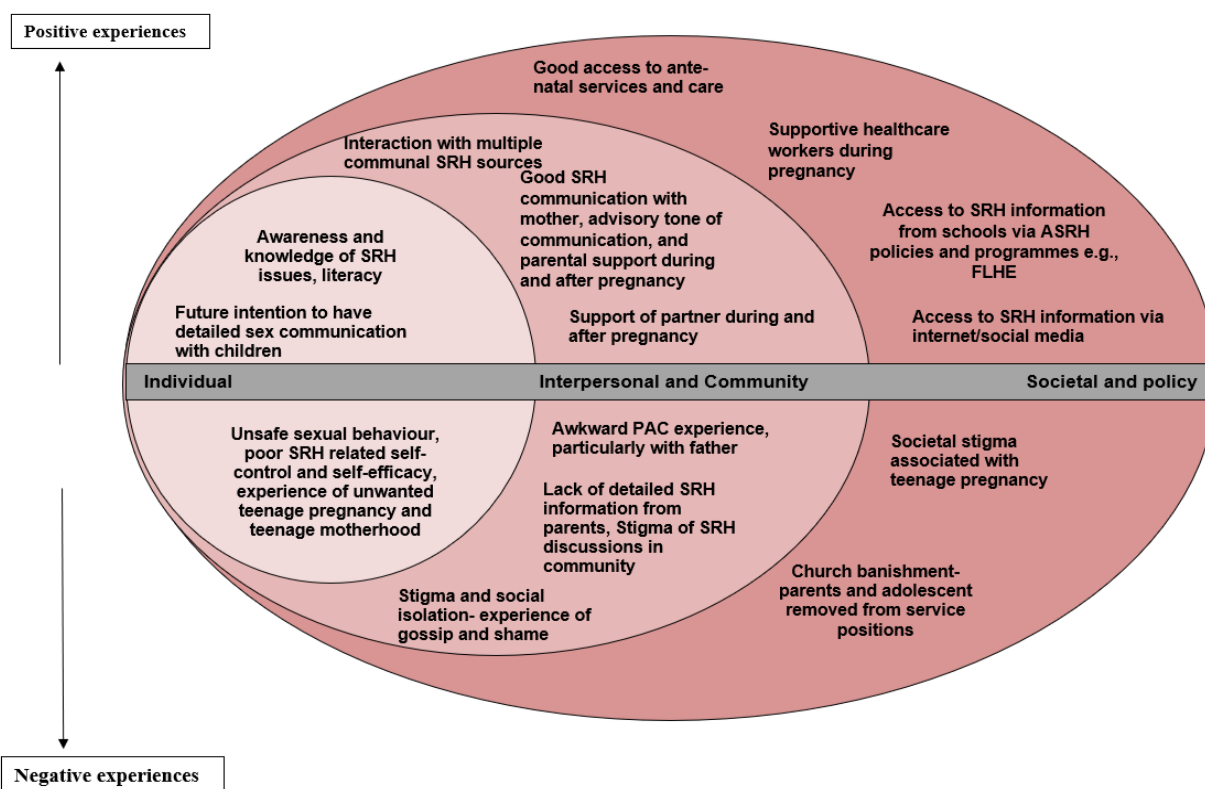 Positive experiences
Good access to ante-
natal services and care
Interaction with multiple
communal SRH sources
Supportive healthcare
workers during
pregnancy
Good SRH
communication with
mother, advisory tone of
communication, and
parental support during
and after pregnancy
Access to SRH information
from schools via ASRH
policies and programmes e.g.,
FLHE
Awareness and
knowledge of SRH
issues, literacy
Future intention to have
detailed sex communication
with children
Support of partner during and
after pregnancy
Access to SRH information via
internet/social media
Individual
Interpersonal and Community
Societal and policy
Unsafe sexual behaviour,
poor SRH related self-
control and self-efficacy,
experience of unwanted
teenage pregnancy and
teenage motherhood
Awkward PAC experience,
particularly with father
Societal stigma
associated with
teenage pregnancy
Lack of detailed SRH
information from
parents, Stigma of SRH
discussions in
community
Stigma and social
isolation- experience of
gossip and shame
Church banishment-
parents and adolescent
removed from service
positions
Negative experiences